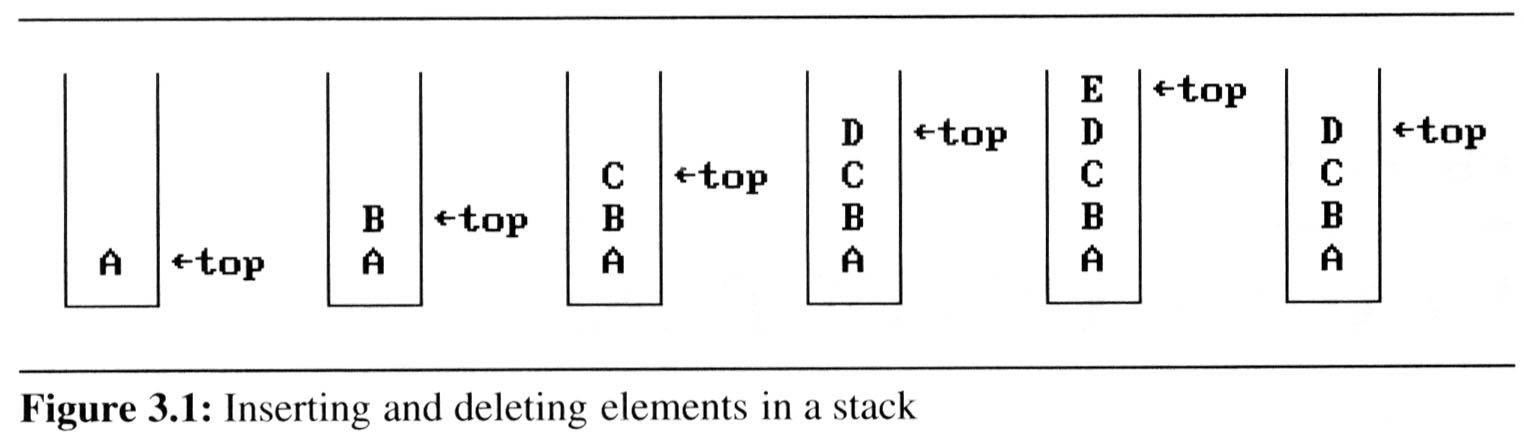 E ←top
D ←top D D ←top
C ←top C C C
B ←top B B B B
A ←top A A A A A
Figure 3.1: Inserting and deleting elements in a stack